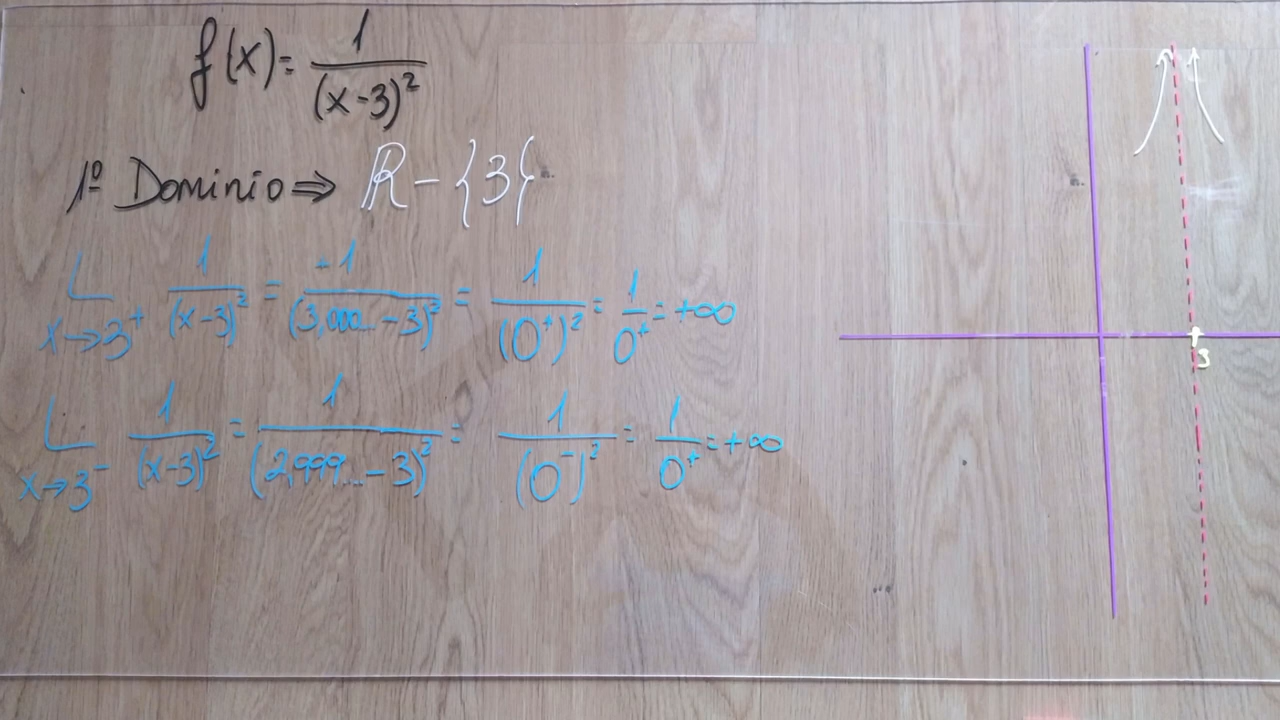 f(x) = 1/(x-3)²
1º Dominio ⇒ ℝ - {3}
L x→3⁺ 1/(x-3)² = +1/(3,000...-3)² = 1/(0⁺)² = 1/0⁺ = +∞
L x→3⁻ 1/(x-3)² = 1/(2,999...-3)² = 1/(0⁻)² = 1/0⁺ = +∞
3